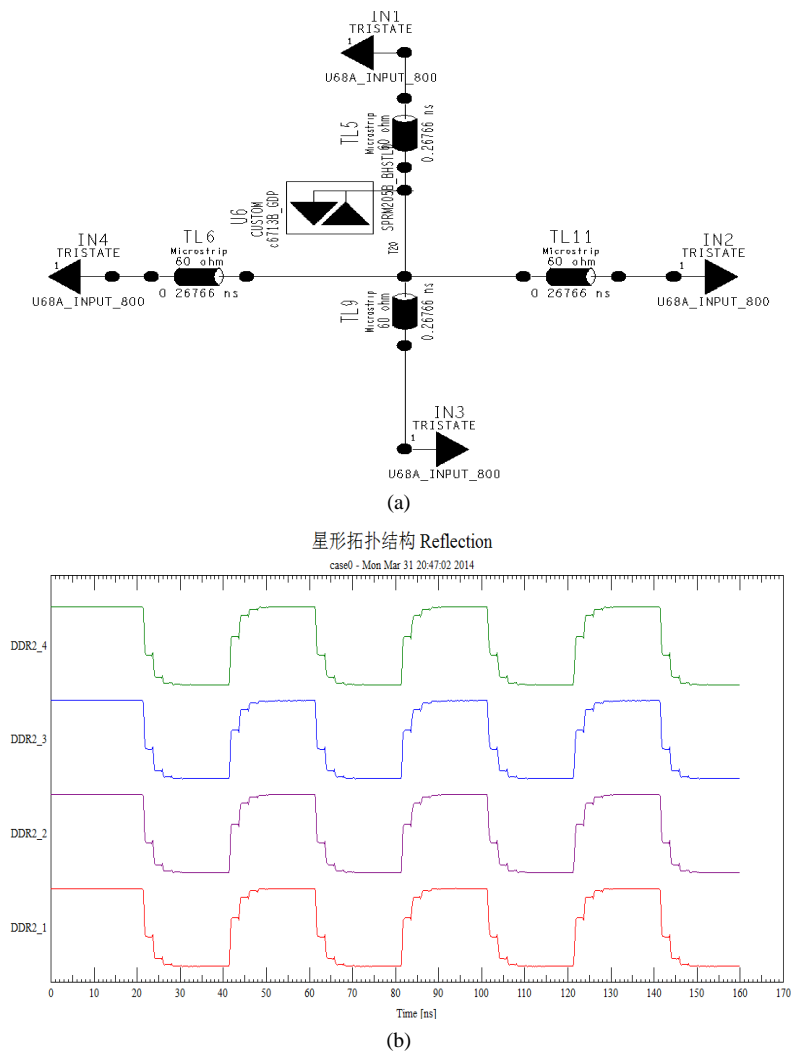 IN1
TRISTATE
1
U68A_INPUT_800
TL5
Microstrip
60 ohm
0.26766 ns
U6
CUSTOM
c6713B_GDP
IN4
TRISTATE
1
U68A_INPUT_800
TL6
Microstrip
60 ohm
0.26766 ns
T20
TL11
Microstrip
60 ohm
0.26766 ns
IN2
TRISTATE
1
U68A_INPUT_800
TL9
Microstrip
60 ohm
0.26766 ns
IN3
TRISTATE
1
U68A_INPUT_800
(a)
星形拓扑结构 Reflection
case0 - Mon Mar 31 20:47:02 2014
DDR2_4
DDR2_3
DDR2_2
DDR2_1
0 10 20 30 40 50 60 70 80 90 100 110 120 130 140 150 160 170
Time [ns]
(b)